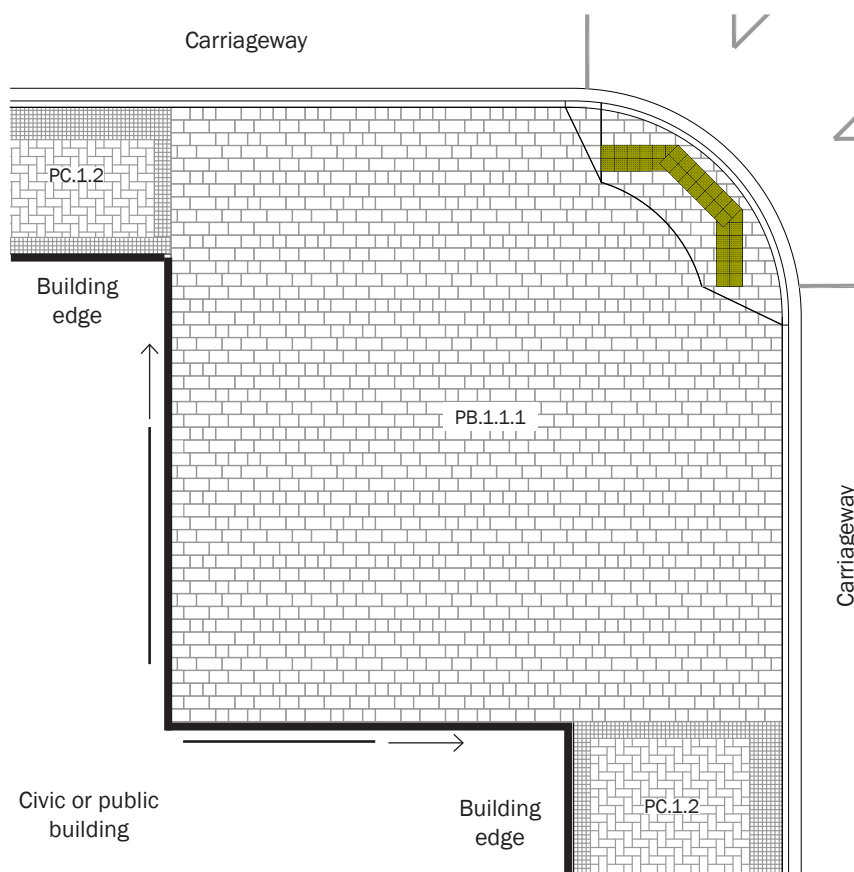 Carriageway
PC.1.2
Building
edge
PB.1.1.1
Carriageway
Civic or public
building
Building
edge
PC.1.2